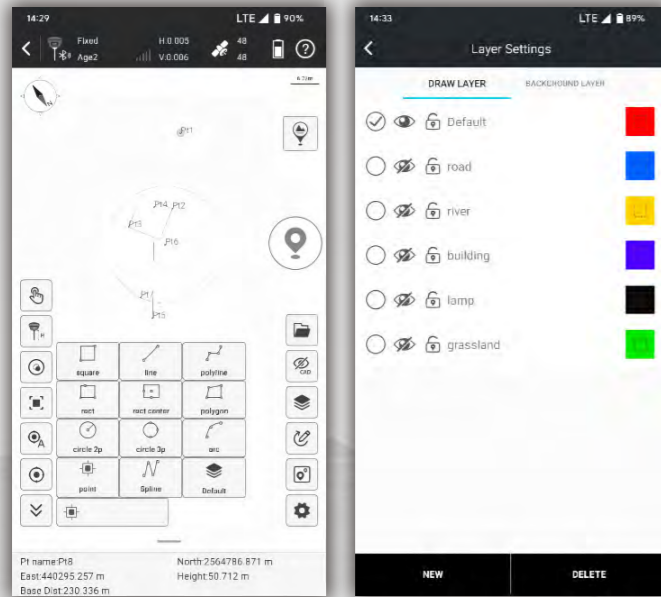 14:29
LTE 90%
Fixed H:0.005 48
Age2 V:0.006 48
Pt1
Pt4 Pt2
Pt3
Pt6
Pt5
CAD
square line polyline
rect rect center polygon
circle 2p circle 3p arc
point Spline Default
Pt name:Pt8 North:2564786.871 m
East:440295.257 m Height:50.712 m
Base Dist:230.336 m
14:33
LTE 89%
Layer Settings
DRAW LAYER BACKGROUND LAYER
Default
road
river
building
lamp
grassland
NEW DELETE